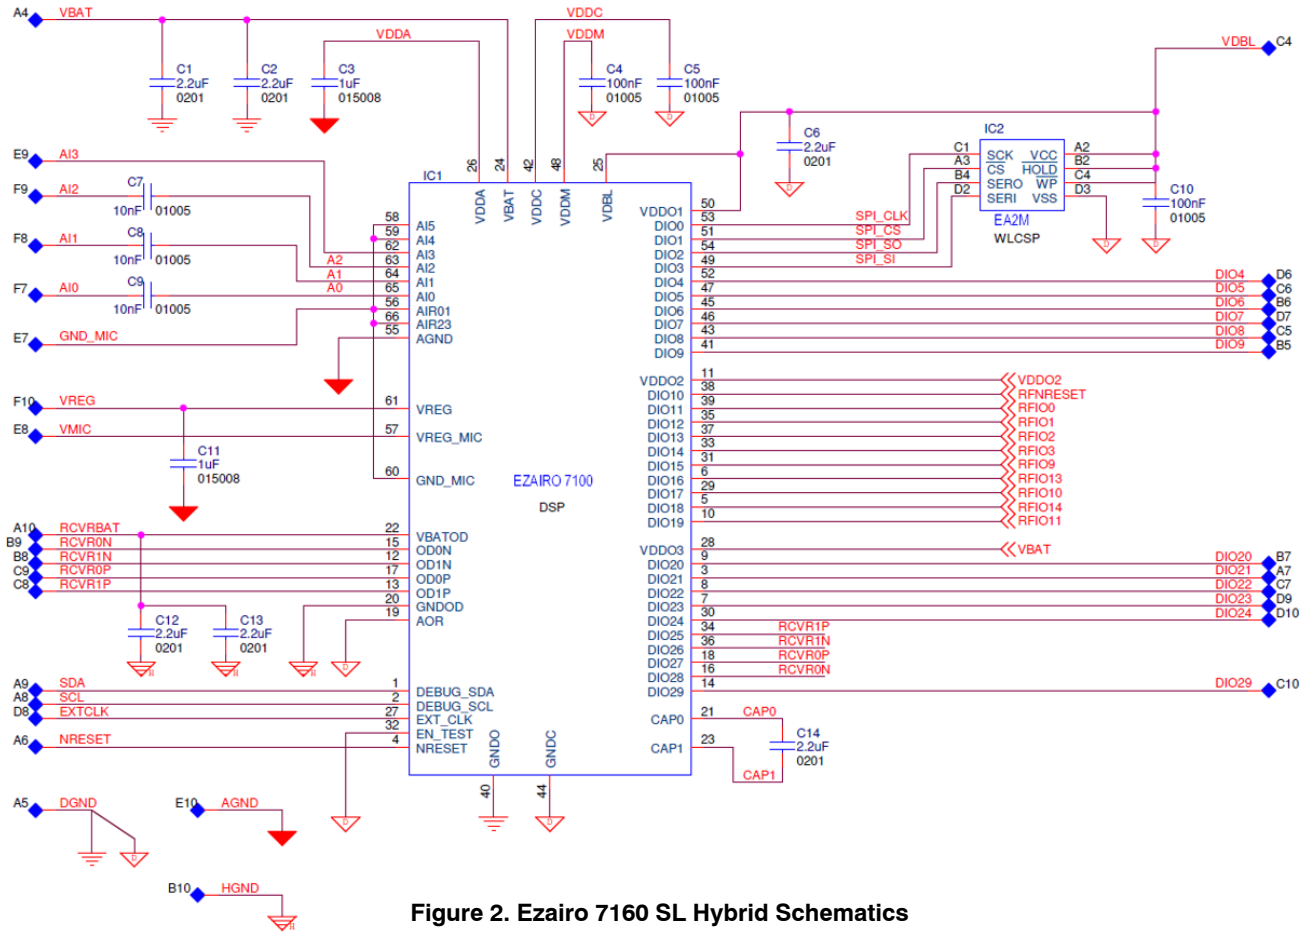 A4 VBAT
VDDC
VDDA
VDDM
VDBL C4
C1
2.2uF
0201
C2
2.2uF
0201
C3
1uF
015008
C4
100nF
01005
C5
100nF
01005
C6
2.2uF
0201
IC2
C1 SCK VCC A2
A3 CS HOLD B2
B4 SERO WP C4
D2 SERI VSS D3
EA2M
WLCSP
C10
100nF
01005
E9 AI3
F9 AI2
C7
10nF 01005
F8 AI1
C8
10nF 01005
F7 AI0
C9
10nF 01005
E7 GND_MIC
A2
A1
A0
IC1
26 24 42 48 25
VDDA VBAT VDDC VDDM VDBL
58 AI5
59 AI4
62 AI3
63 AI2
64 AI1
65 AI0
56 AIR01
66 AIR23
55 AGND
F10 VREG
61 VREG
E8 VMIC
57 VREG_MIC
C11
1uF
015008
60 GND_MIC
EZAIRO 7100
DSP
A10 RCVRBAT
B9 RCVR0N
B8 RCVR1N
C9 RCVR0P
C8 RCVR1P
22 VBATOD
15 OD0N
12 OD1N
17 OD0P
13 OD1P
20 GNDOD
19 AOR
C12
2.2uF
0201
C13
2.2uF
0201
H
H
H
D
A9 SDA
A8 SCL
D8 EXTCLK
A6 NRESET
1 DEBUG_SDA
2 DEBUG_SCL
27 EXT_CLK
32 EN_TEST
4 NRESET
GNDO GNDC
40 44
VDDO1 50
DIO0 53 SPI_CLK
DIO1 51 SPI_CS
DIO2 54 SPI_SO
DIO3 49 SPI_SI
DIO4 52 DIO4 D6
DIO5 47 DIO5 C6
DIO6 45 DIO6 B6
DIO7 46 DIO7 D7
DIO8 43 DIO8 C5
DIO9 41 DIO9 B5
VDDO2 11 VDDO2
DIO10 38 RFNRESET
DIO11 39 RFIO0
DIO12 35 RFIO1
DIO13 37 RFIO2
DIO14 33 RFIO3
DIO15 31 RFIO9
DIO16 6 RFIO13
DIO17 29 RFIO10
DIO18 5 RFIO14
DIO19 10 RFIO11
VDDO3 28 VBAT
DIO20 9 DIO20 B7
DIO21 3 DIO21 A7
DIO22 8 DIO22 C7
DIO23 7 DIO23 D9
DIO24 30 DIO24 D10
DIO25 34 RCVR1P
DIO26 36 RCVR1N
DIO27 18 RCVR0P
DIO28 16 RCVR0N
DIO29 14 DIO29 C10
CAP0 21 CAP0
CAP1 23 CAP1
C14
2.2uF
0201
A5 DGND
E10 AGND
B10 HGND
Figure 2. Ezairo 7160 SL Hybrid Schematics